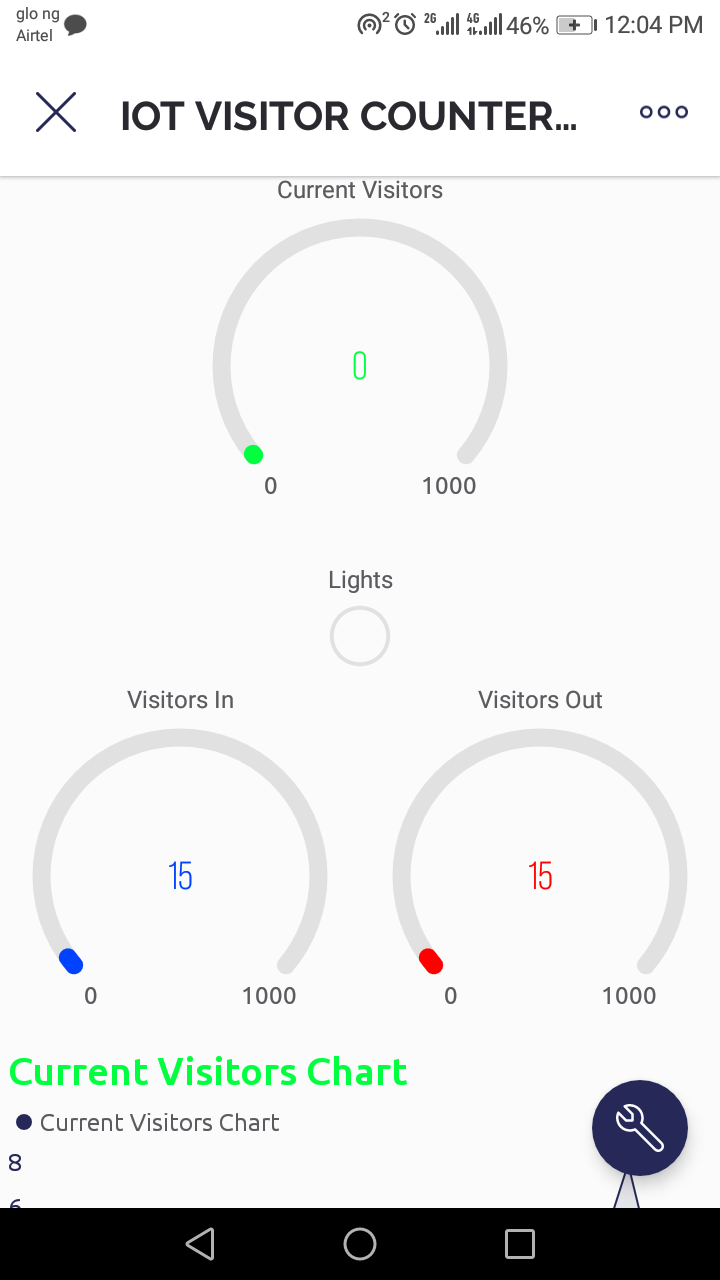 glo ng
Airtel
2 2G 4G 46% 12:04 PM
IOT VISITOR COUNTER...
Current Visitors
0
0 1000
Lights
Visitors In Visitors Out
15 15
0 1000 0 1000
Current Visitors Chart
Current Visitors Chart
8
6